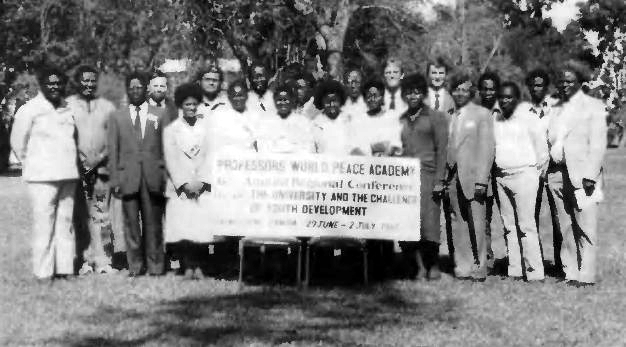 PROFESSORS WORLD PEACE ACADEMY
Annual Regional Conference
THE UNIVERSITY AND THE CHALLENGE
OF YOUTH DEVELOPMENT
29 JUNE - 2 JULY